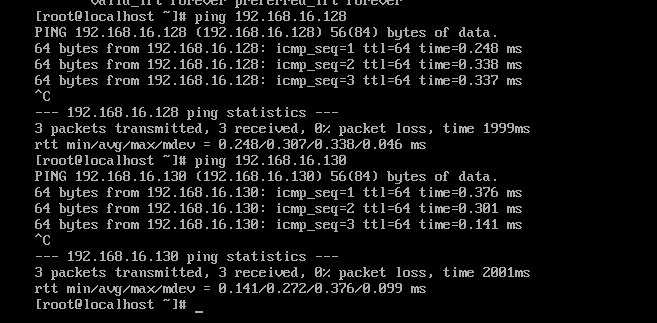 valid_lft forever preferred_lft forever
[root@localhost ~]# ping 192.168.16.128
PING 192.168.16.128 (192.168.16.128) 56(84) bytes of data.
64 bytes from 192.168.16.128: icmp_seq=1 ttl=64 time=0.248 ms
64 bytes from 192.168.16.128: icmp_seq=2 ttl=64 time=0.338 ms
64 bytes from 192.168.16.128: icmp_seq=3 ttl=64 time=0.337 ms
^C
--- 192.168.16.128 ping statistics ---
3 packets transmitted, 3 received, 0% packet loss, time 1999ms
rtt min/avg/max/mdev = 0.248/0.307/0.338/0.046 ms
[root@localhost ~]# ping 192.168.16.130
PING 192.168.16.130 (192.168.16.130) 56(84) bytes of data.
64 bytes from 192.168.16.130: icmp_seq=1 ttl=64 time=0.376 ms
64 bytes from 192.168.16.130: icmp_seq=2 ttl=64 time=0.301 ms
64 bytes from 192.168.16.130: icmp_seq=3 ttl=64 time=0.141 ms
^C
--- 192.168.16.130 ping statistics ---
3 packets transmitted, 3 received, 0% packet loss, time 2001ms
rtt min/avg/max/mdev = 0.141/0.272/0.376/0.099 ms
[root@localhost ~]# _